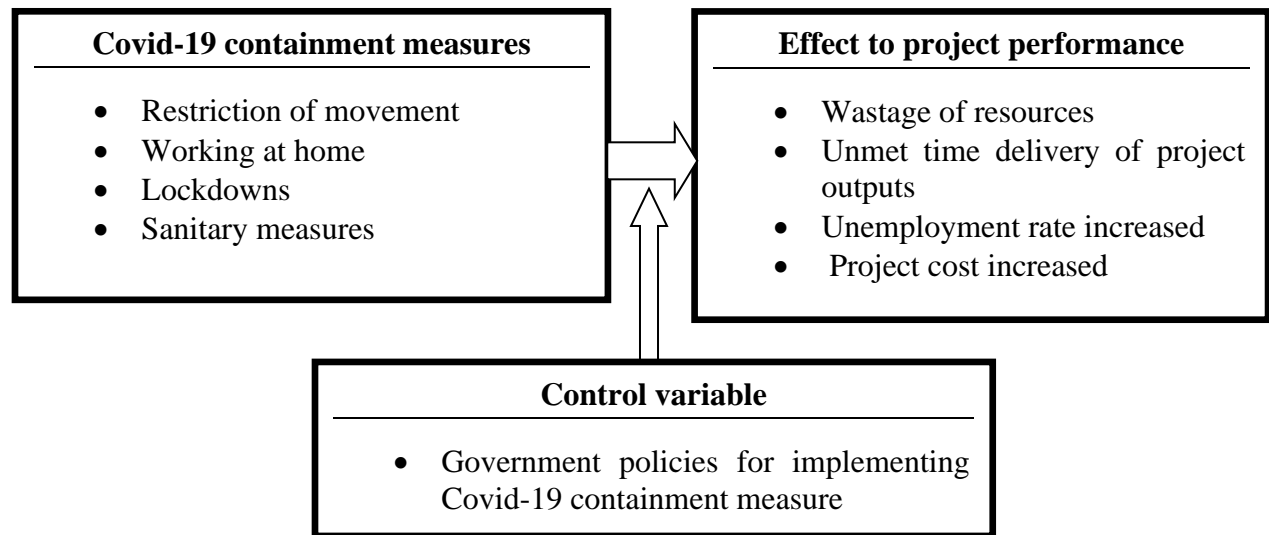 Covid-19 containment measures
• Restriction of movement
• Working at home
• Lockdowns
• Sanitary measures
Effect to project performance
• Wastage of resources
• Unmet time delivery of project
outputs
• Unemployment rate increased
• Project cost increased
Control variable
• Government policies for implementing
Covid-19 containment measure